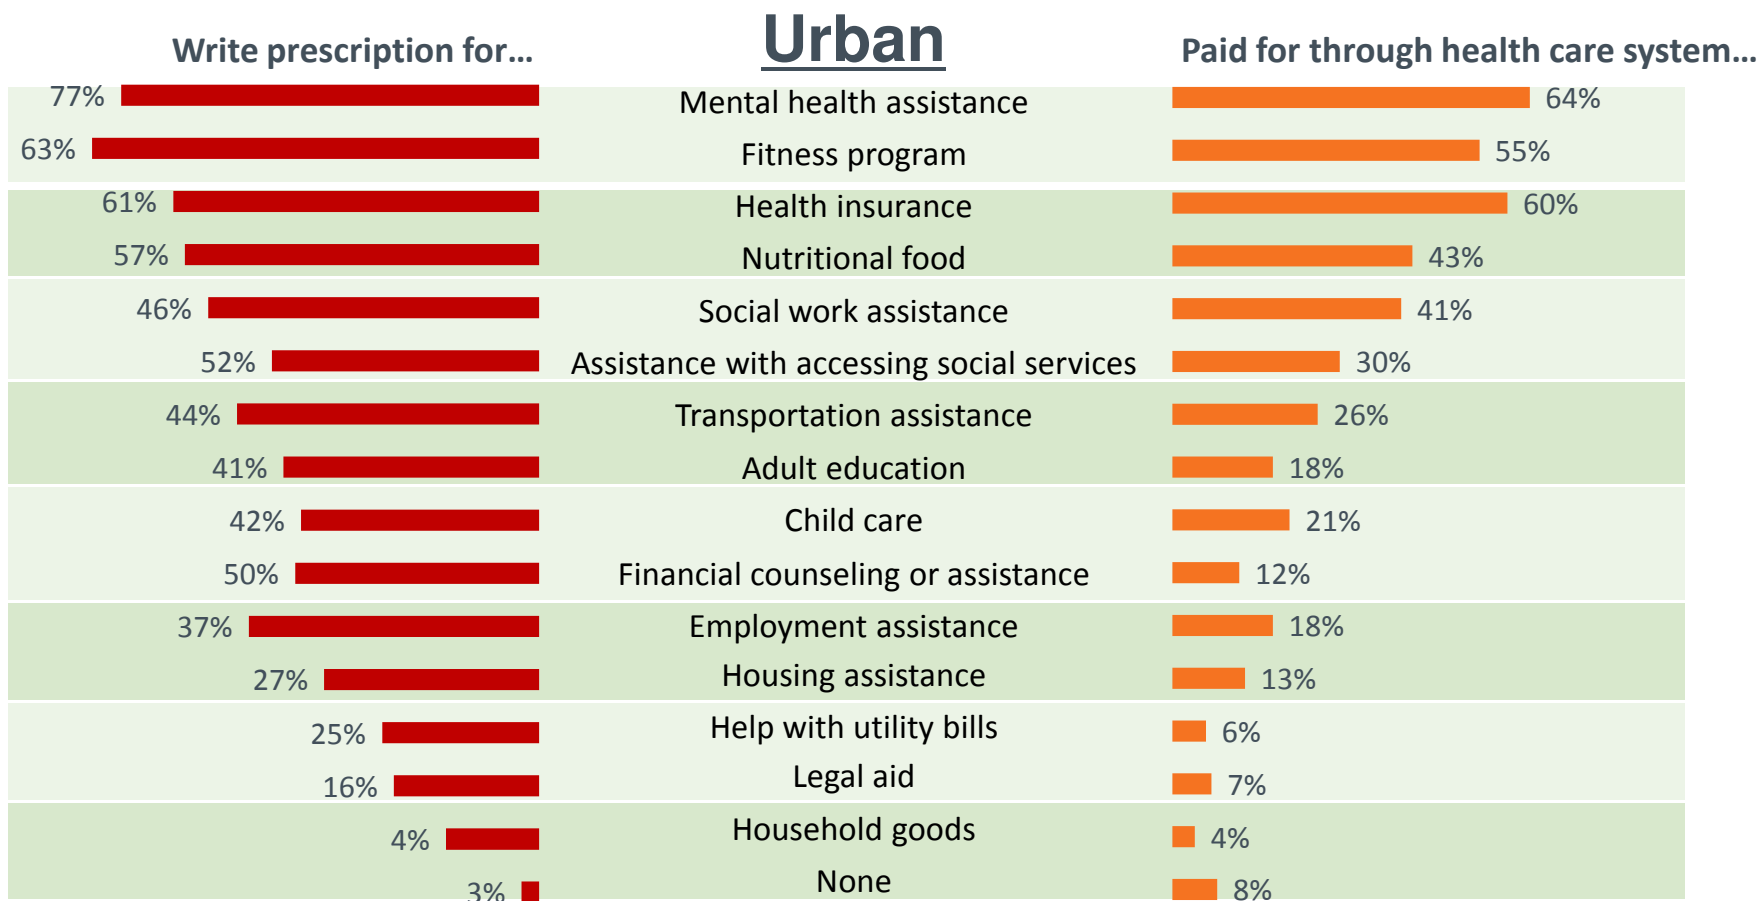 Urban
Write prescription for… Paid for through health care system…
77% Mental health assistance 64%
63% Fitness program 55%
61% Health insurance 60%
57% Nutritional food 43%
46% Social work assistance 41%
52% Assistance with accessing social services 30%
44% Transportation assistance 26%
41% Adult education 18%
42% Child care 21%
50% Financial counseling or assistance 12%
37% Employment assistance 18%
27% Housing assistance 13%
25% Help with utility bills 6%
16% Legal aid 7%
4% Household goods 4%
3% None 8%